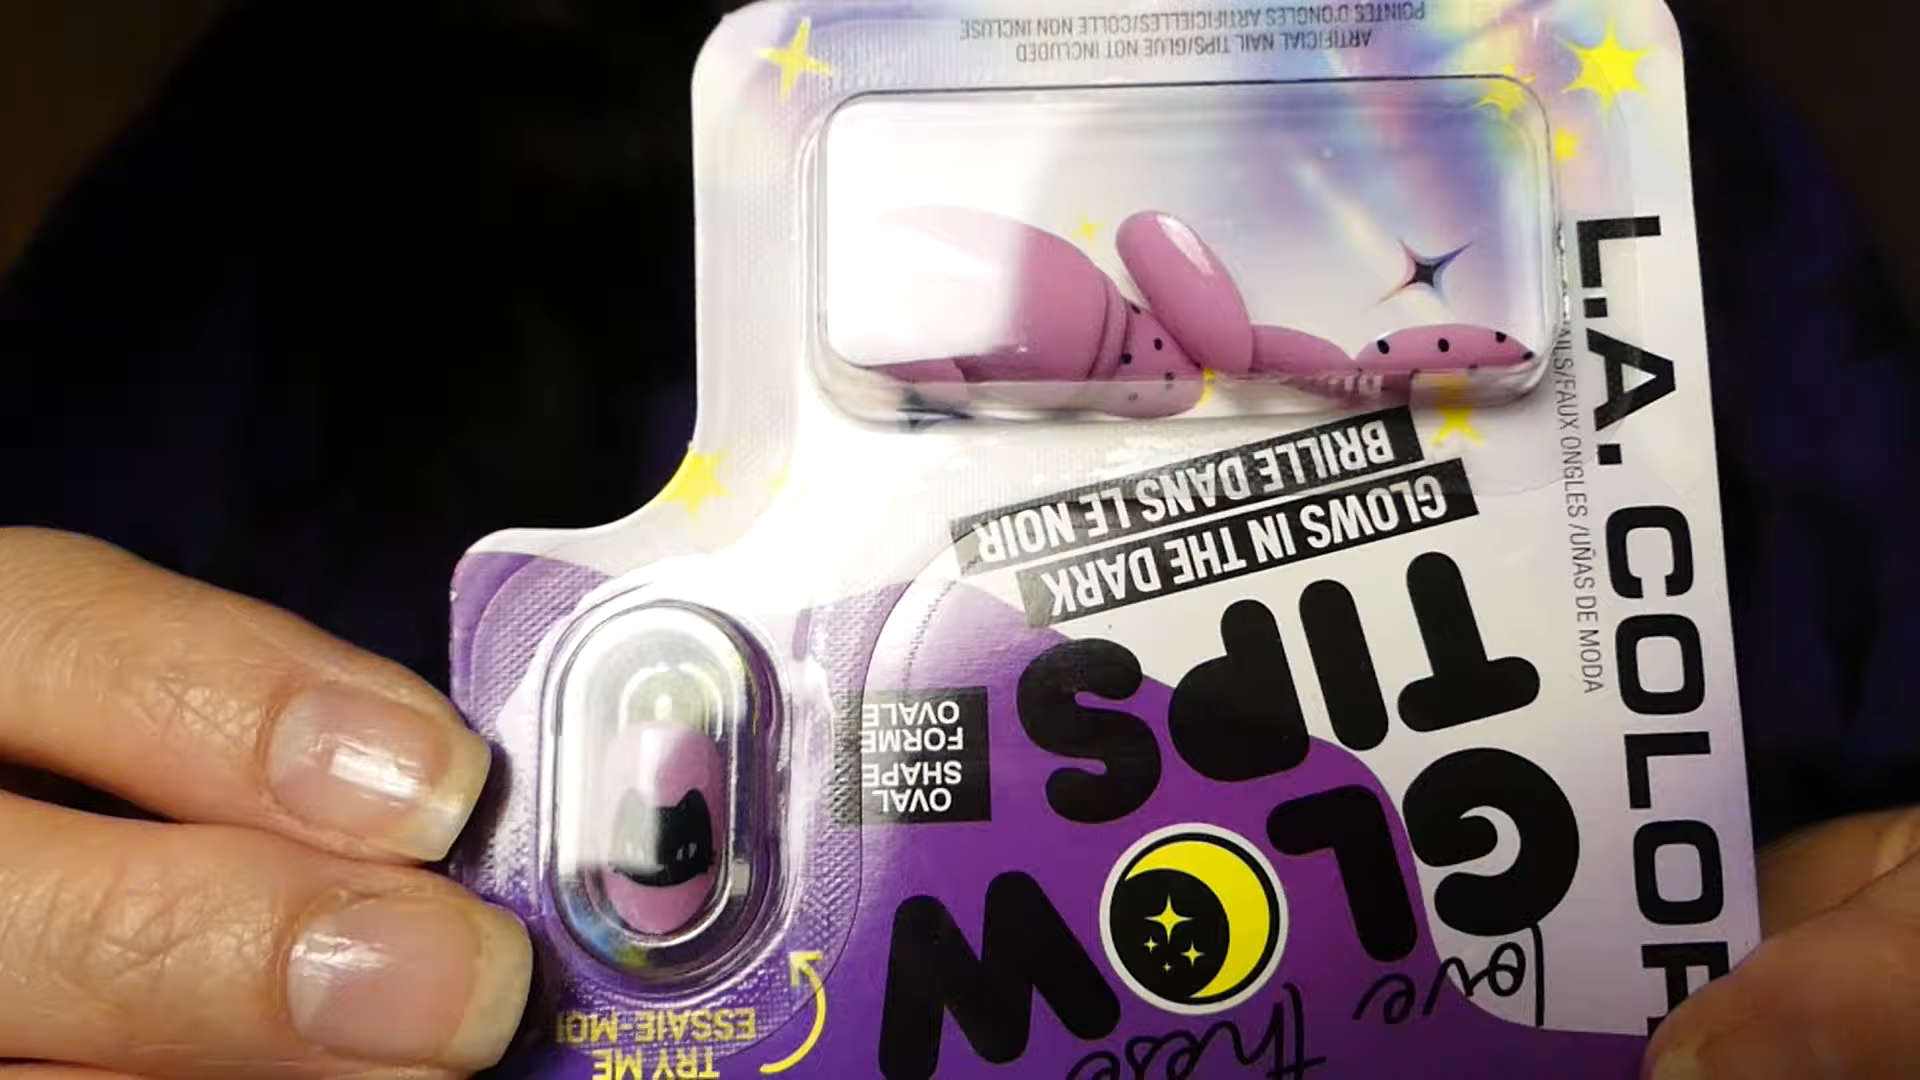 L.A. COLOR
UÑAS DE MODA
FAUX ONGLES
love
these
GLOW
TIPS
GLOWS IN THE DARK
BRILLE DANS LE NOIR
OVAL
SHAPE
FORME
OVALE
TRY ME
ESSAIE-MOI
ARTIFICIAL NAIL TIPS/GLUE NOT INCLUDED
POINTES D'ONGLES ARTIFICIELLES/COLLE NON INCLUSE